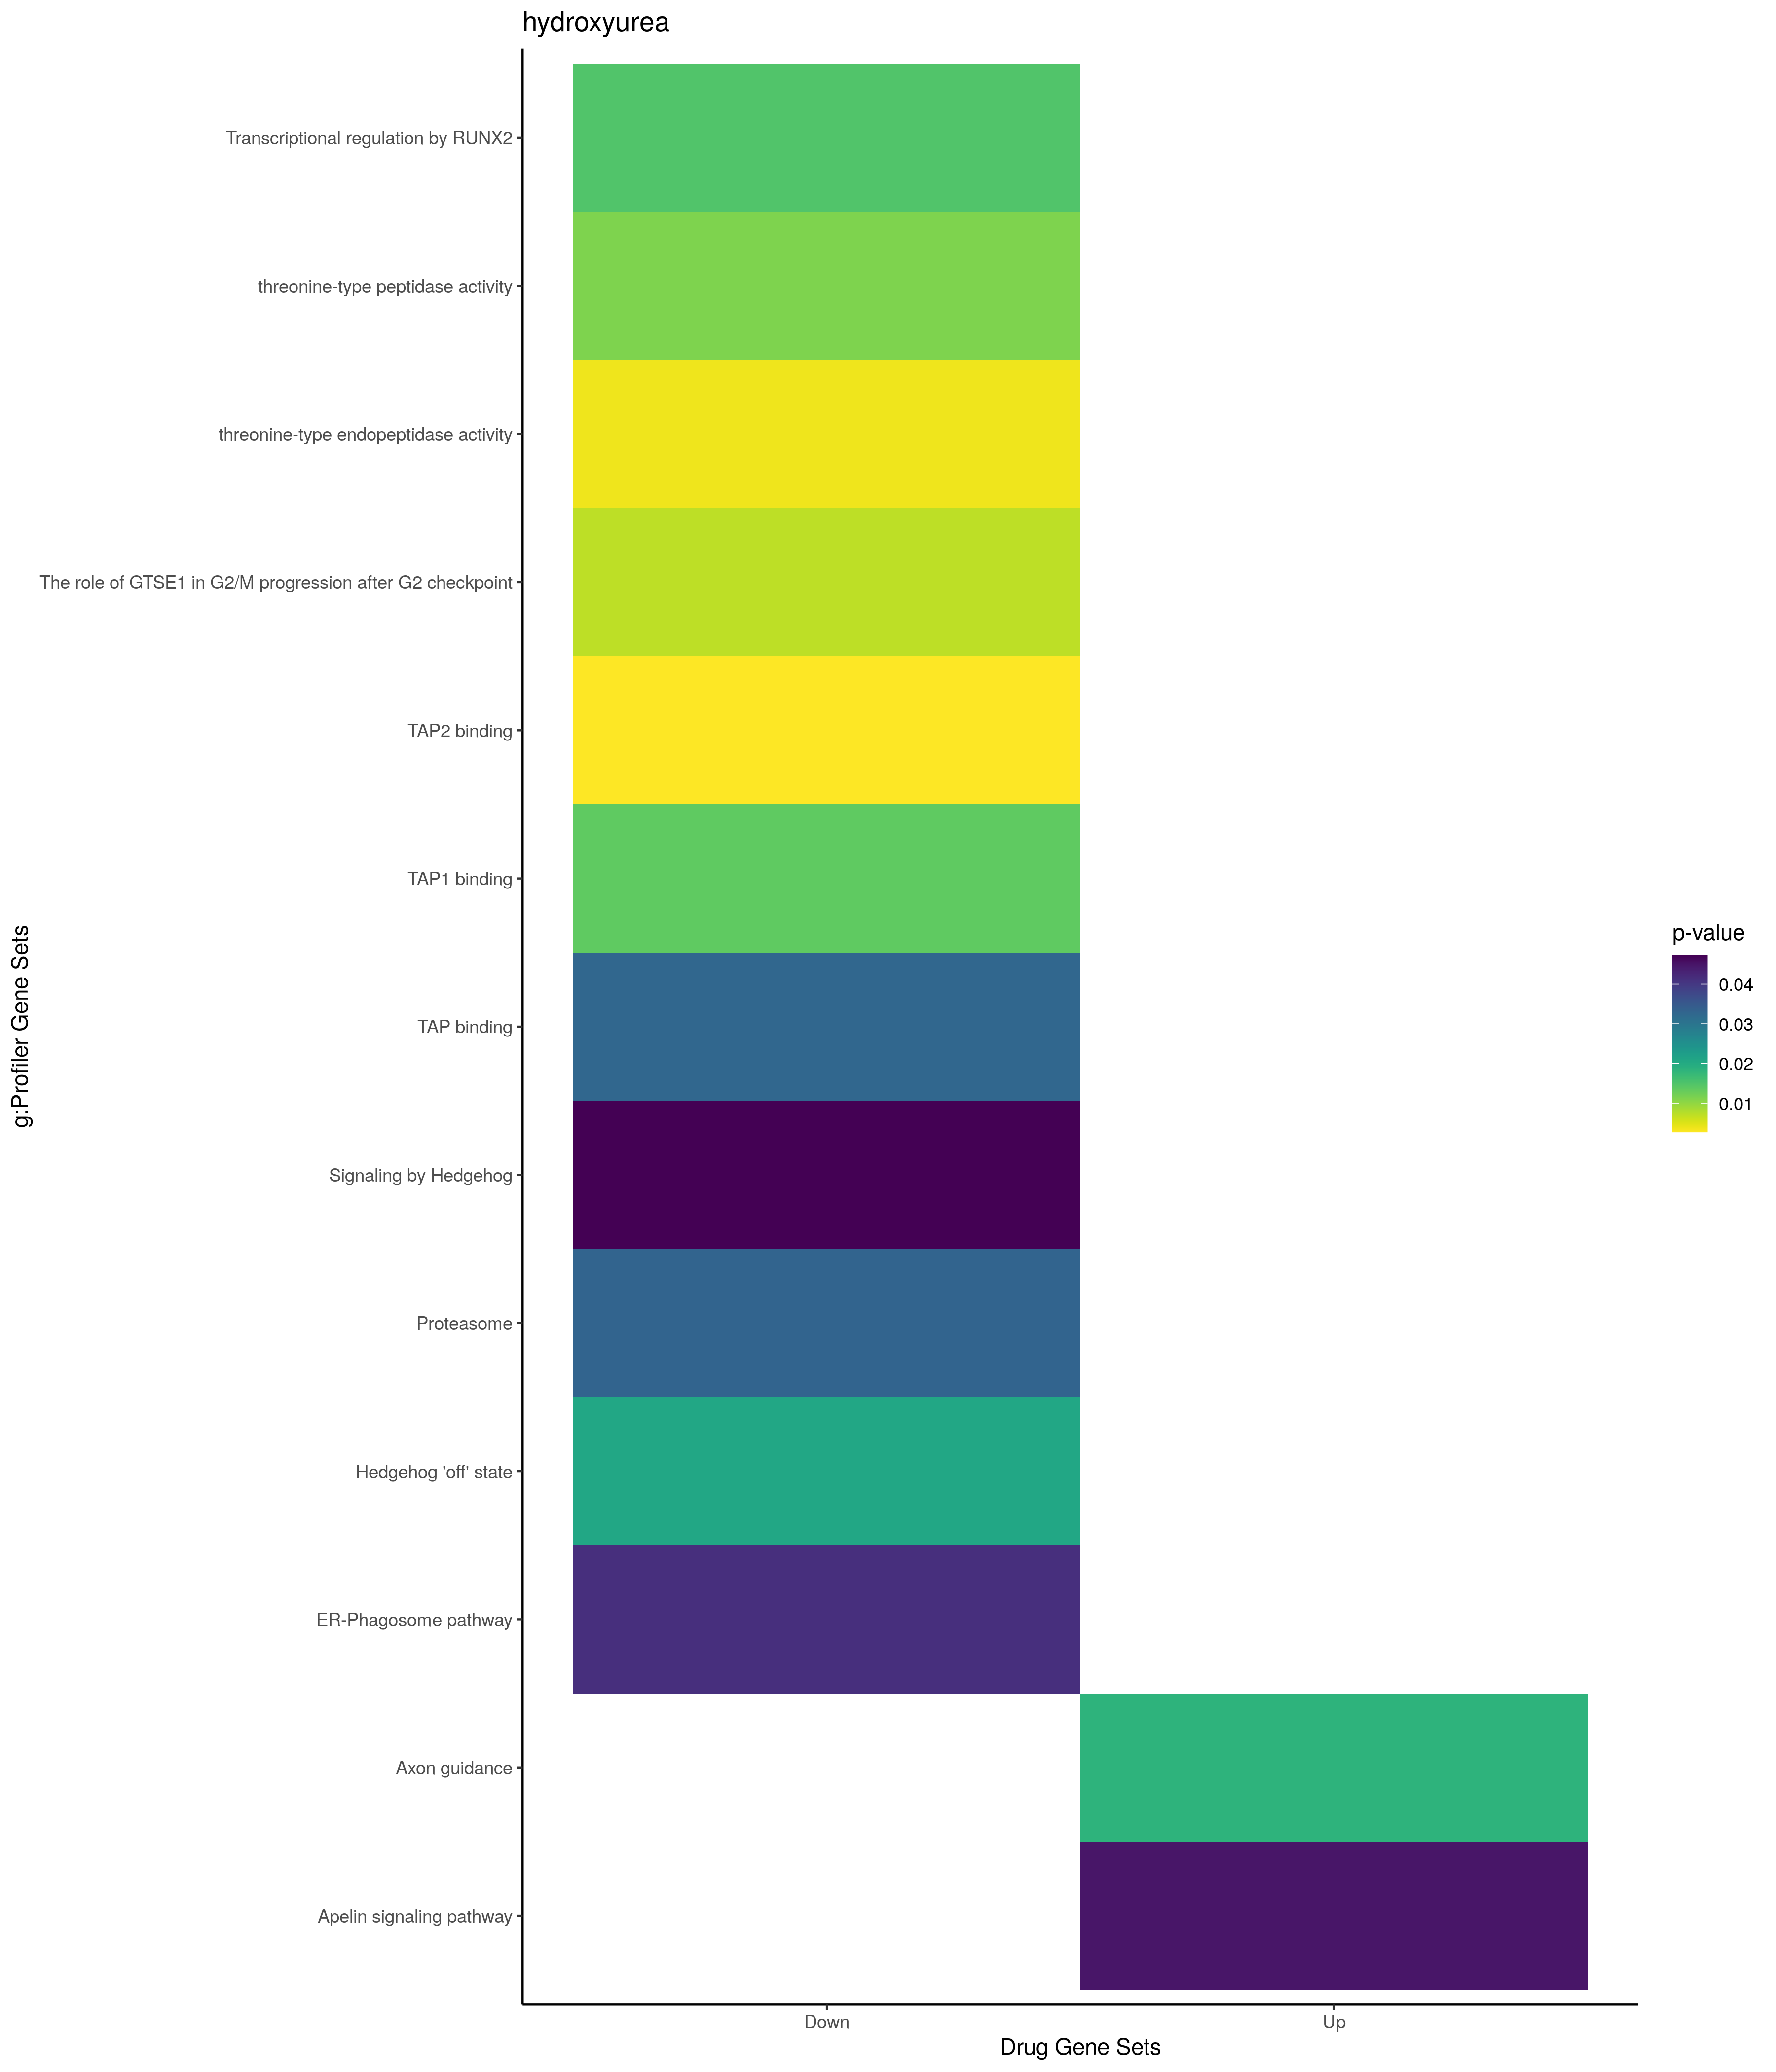 hydroxyurea
Transcriptional regulation by RUNX2
threonine-type peptidase activity
threonine-type endopeptidase activity
The role of GTSE1 in G2/M progression after G2 checkpoint
TAP2 binding
TAP1 binding
TAP binding
Signaling by Hedgehog
Proteasome
Hedgehog 'off' state
ER-Phagosome pathway
Axon guidance
Apelin signaling pathway
g:Profiler Gene Sets
Down
Up
Drug Gene Sets
p-value
0.04
0.03
0.02
0.01